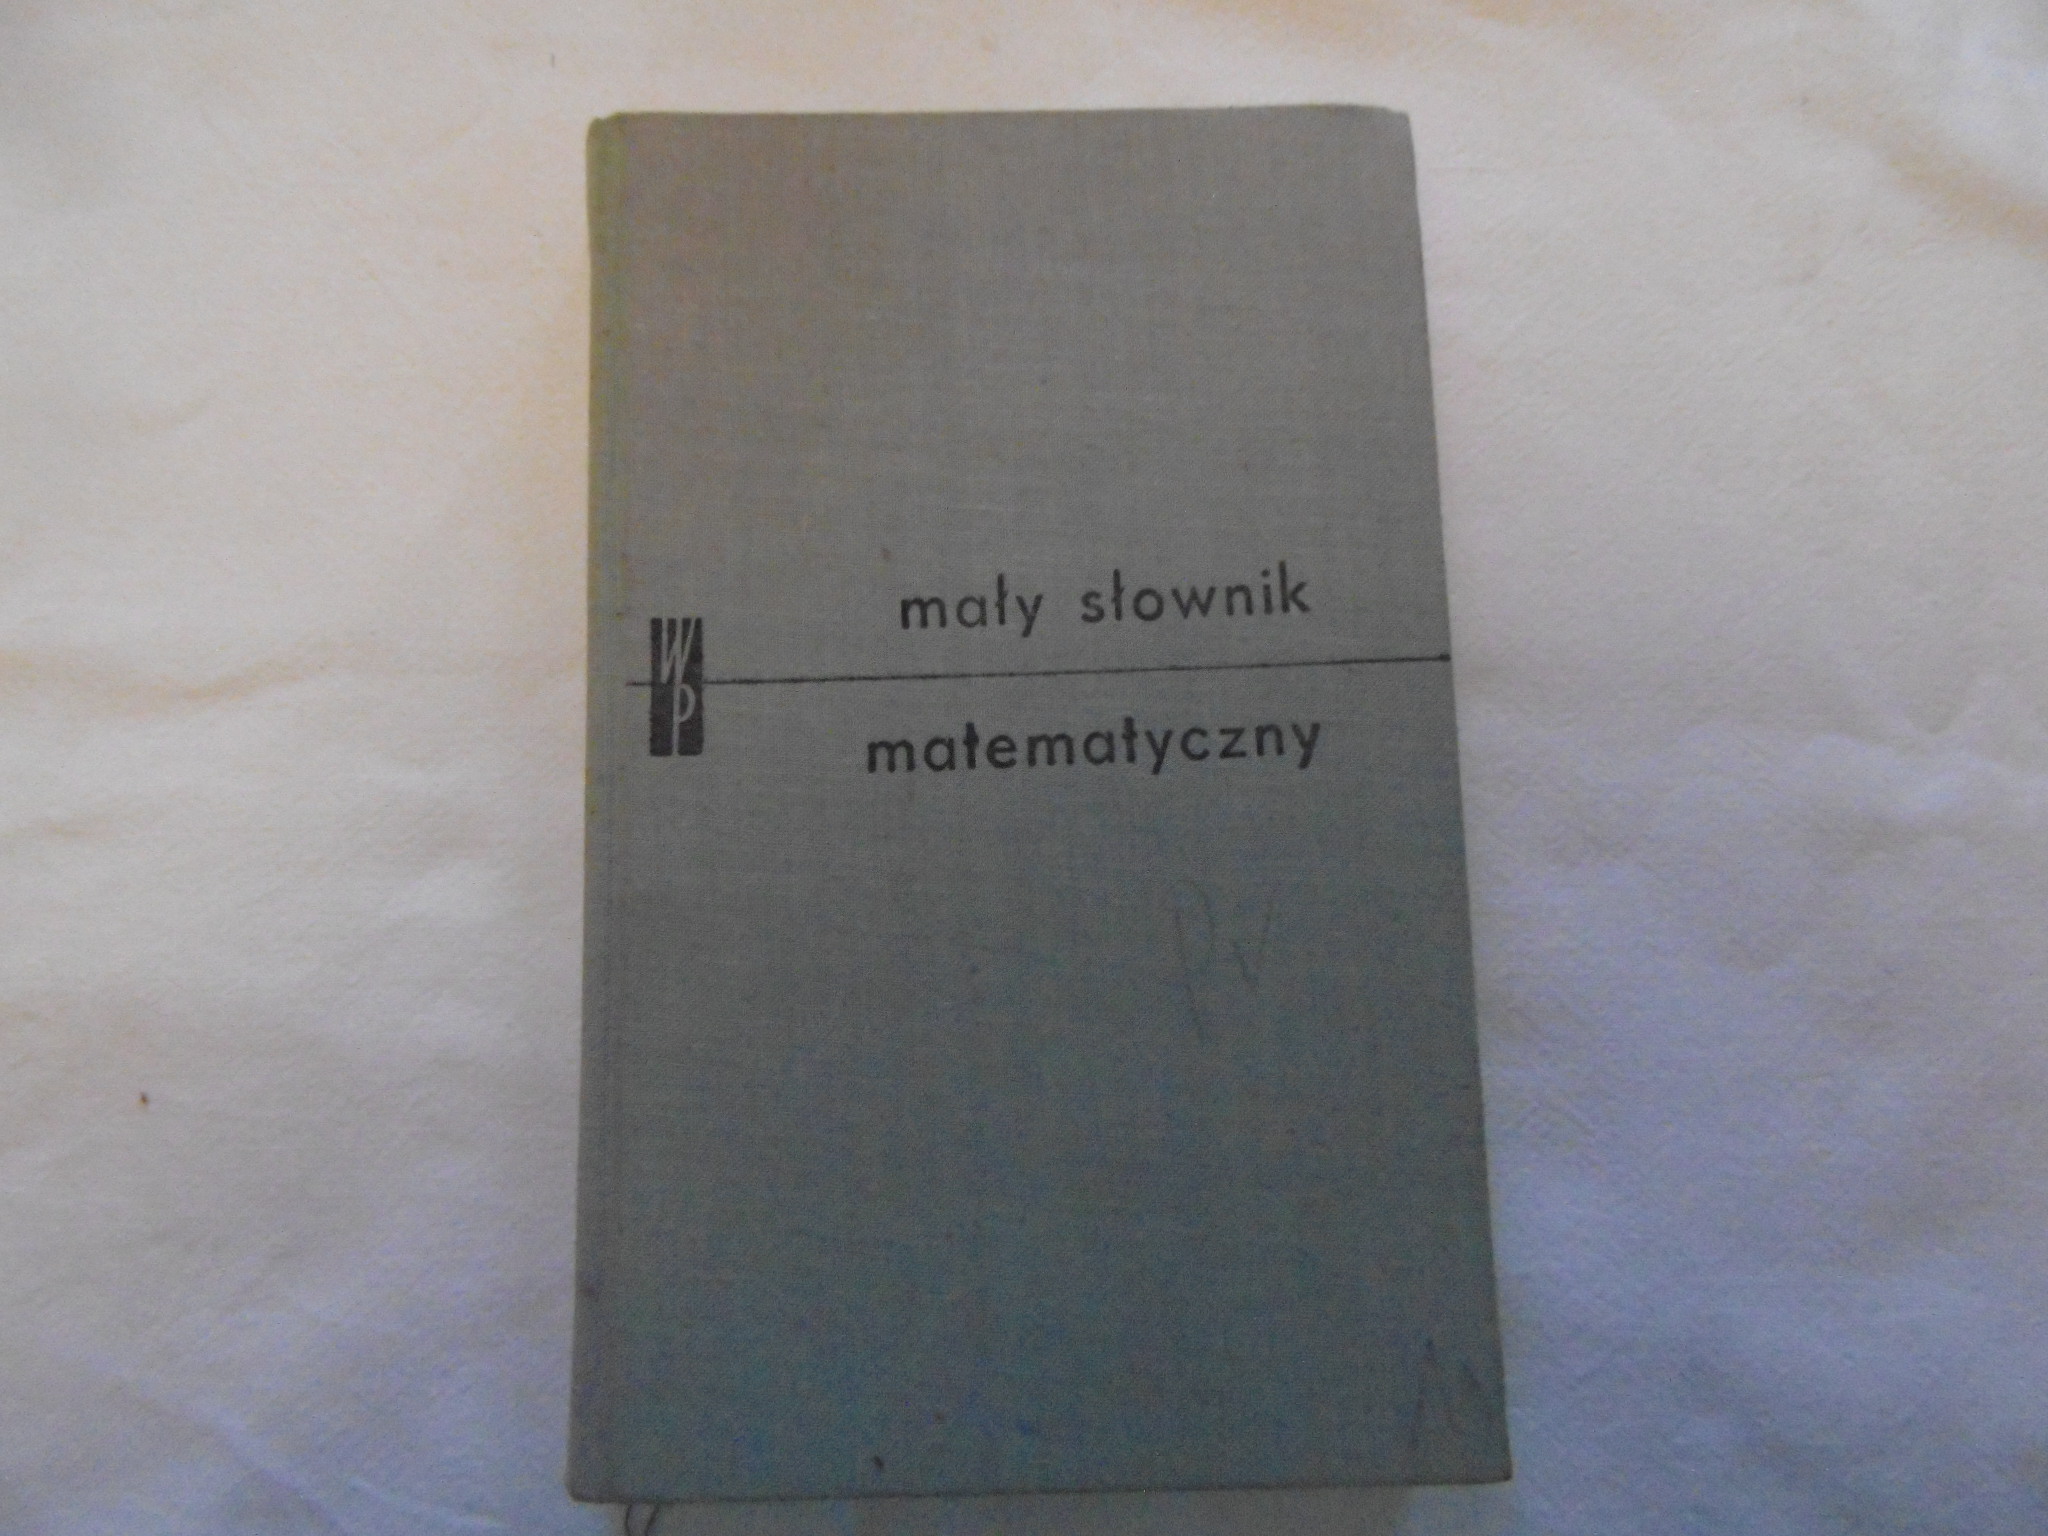 mały słownik
WP
matematyczny